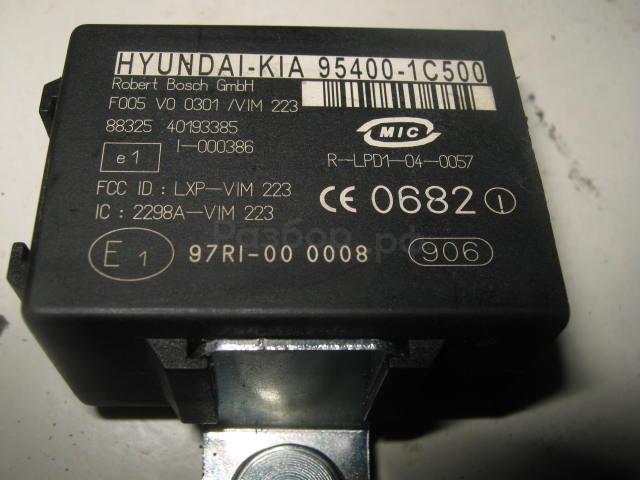 HYUNDAI-KIA 95400-1C500
Robert Bosch GmbH
F005 V0 0301 /VIM 223
88325 40193385
I-000386
MIC
e1
R-LPD1-04-0057
FCC ID : LXP-VIM 223
IC : 2298A-VIM 223
CE 0682
Разбор.рф
E1
97RI-00 0008
906